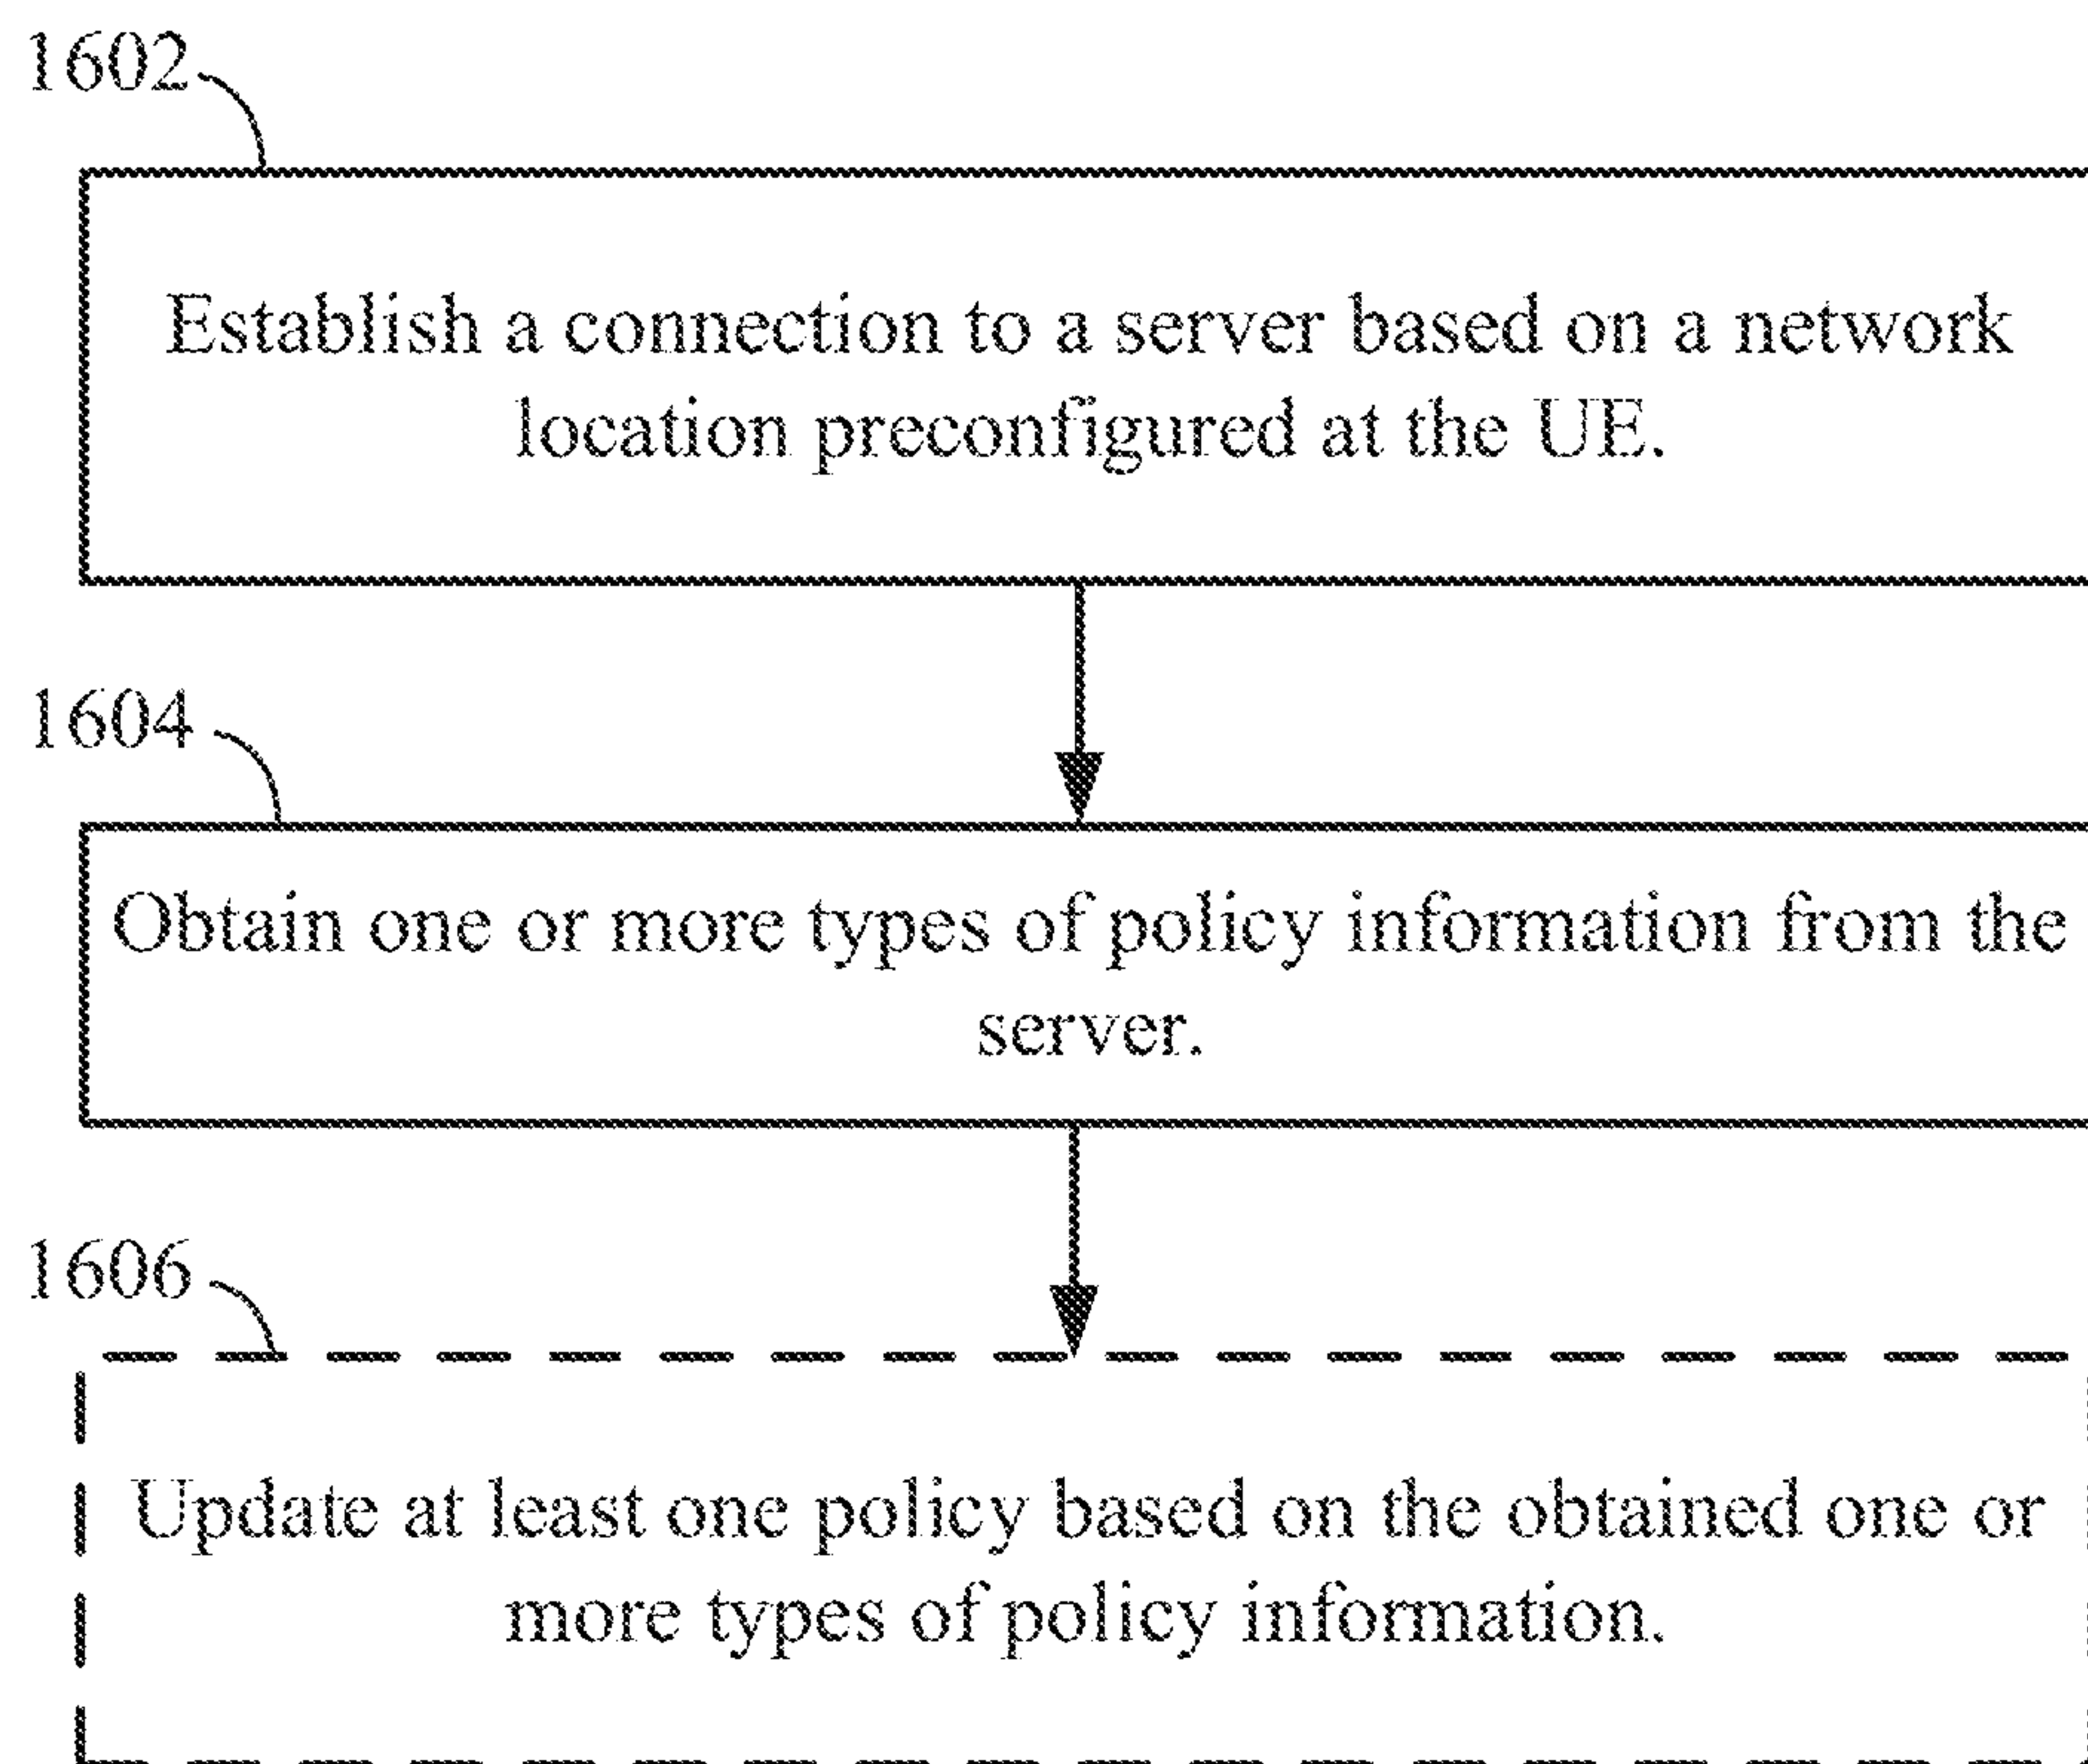 1602
Establish a connection to a server based on a network
location preconfigured at the UE.
1604
Obtain one or more types of policy information from the
server.
1606
Update at least one policy based on the obtained one or
more types of policy information.